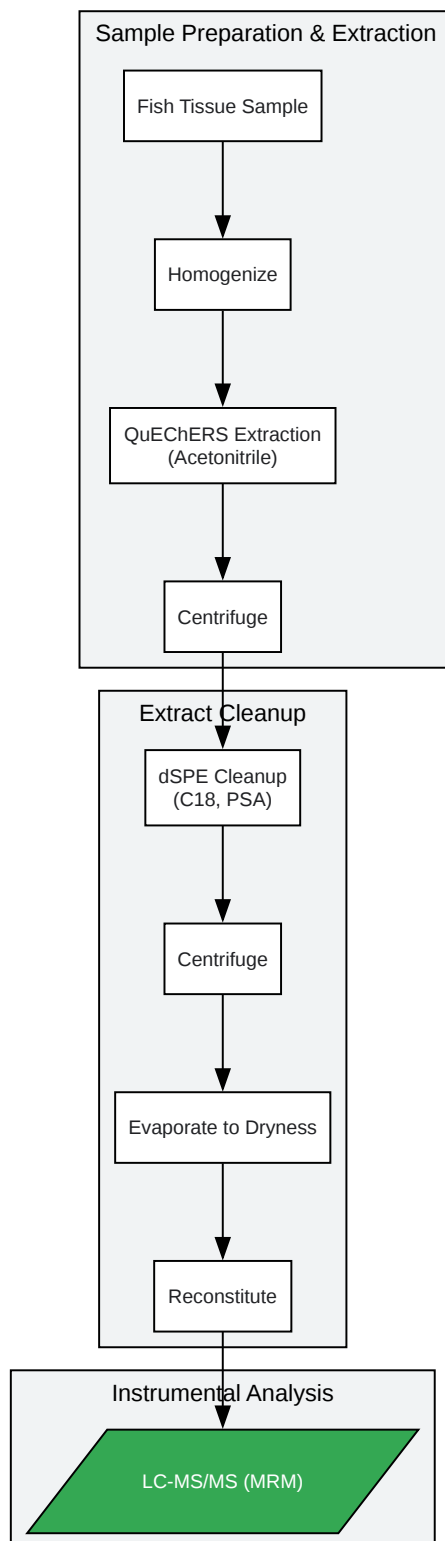 Sample Preparation & Extraction
Fish Tissue Sample
Homogenize
QuEChERS Extraction
(Acetonitrile)
Centrifuge
Extract Cleanup
dSPE Cleanup
(C18, PSA)
Centrifuge
Evaporate to Dryness
Reconstitute
Instrumental Analysis
LC-MS/MS (MRM)